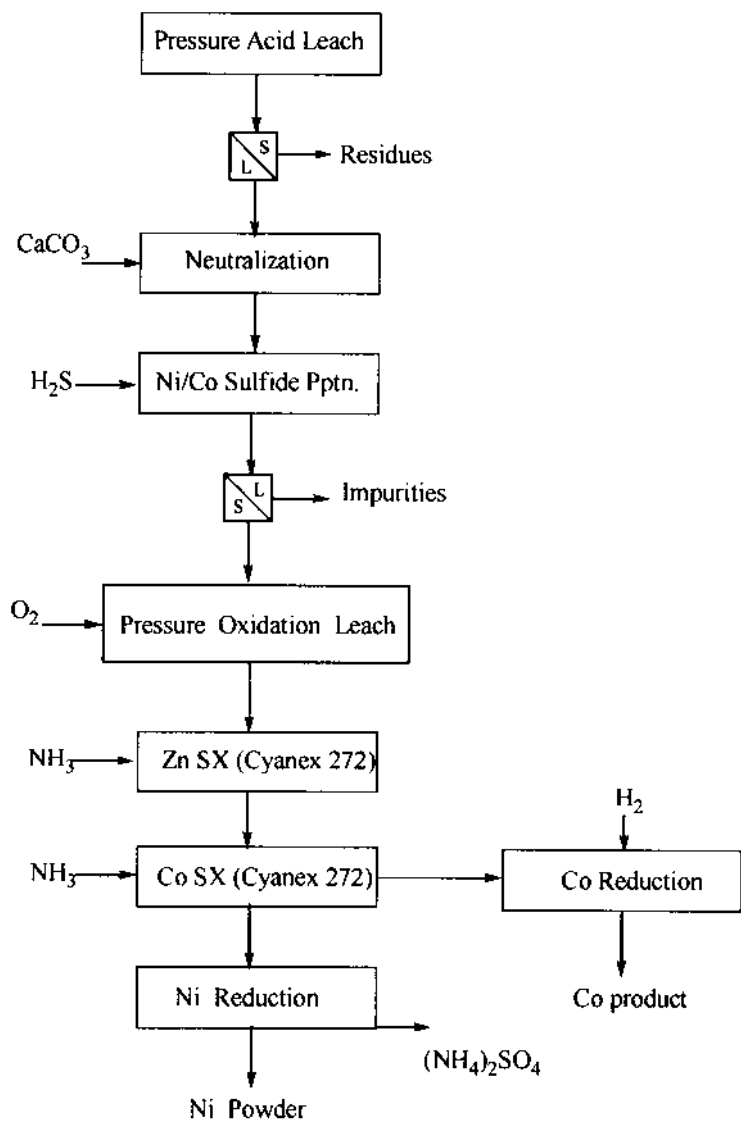 Pressure Acid Leach
S
L
Residues
CaCO₃
Neutralization
H₂S
Ni/Co Sulfide Pptn.
L
S
Impurities
O₂
Pressure Oxidation Leach
NH₃
Zn SX (Cyanex 272)
H₂
NH₃
Co SX (Cyanex 272)
Co Reduction
Ni Reduction
Co product
(NH₄)₂SO₄
Ni Powder